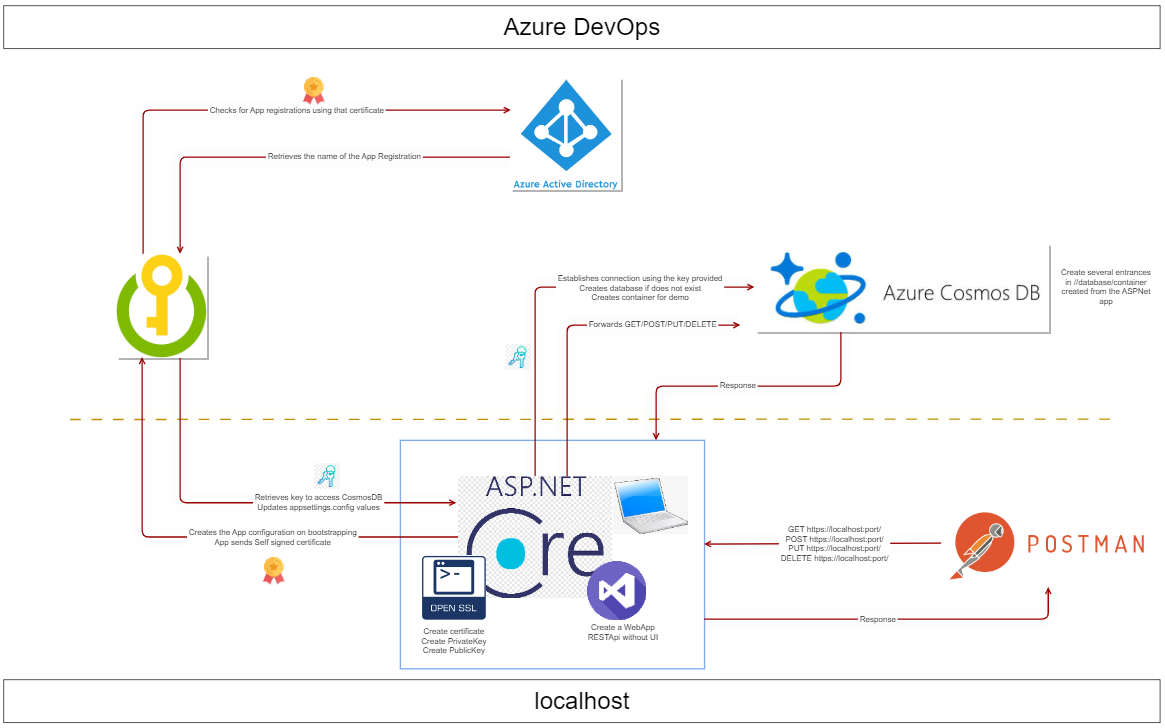 Azure DevOps
Checks for App registrations using that certificate
Retrieves the name of the App Registration
Azure Active Directory
Establishes connection using the key provided
Creates database if does not exist
Creates container for demo
Forwards GET/POST/PUT/DELETE
Azure Cosmos DB
Create several entrances
in //database/container
created from the ASPNet
app
Response
Retrieves key to access CosmosDB
Updates appsettings.config values
Creates the App configuration on bootstrapping
App sends Self signed certificate
ASP.NET
Core
>-
OPEN SSL
Create certificate
Create PrivateKey
Create PublicKey
Create a WebApp
RESTApi without UI
GET https://localhost:port/
POST https://localhost:port/
PUT https://localhost:port/
DELETE https://localhost:port/
POSTMAN
Response
localhost